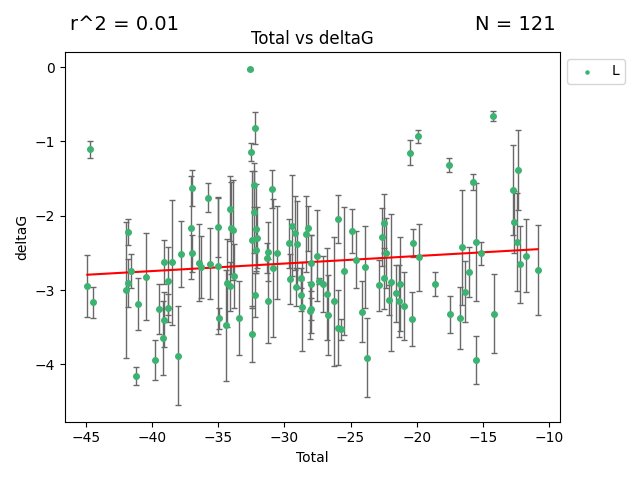 r^2 = 0.01
N = 121
Total vs deltaG
L
0
−1
−2
−3
−4
deltaG
−45 −40 −35 −30 −25 −20 −15 −10
Total